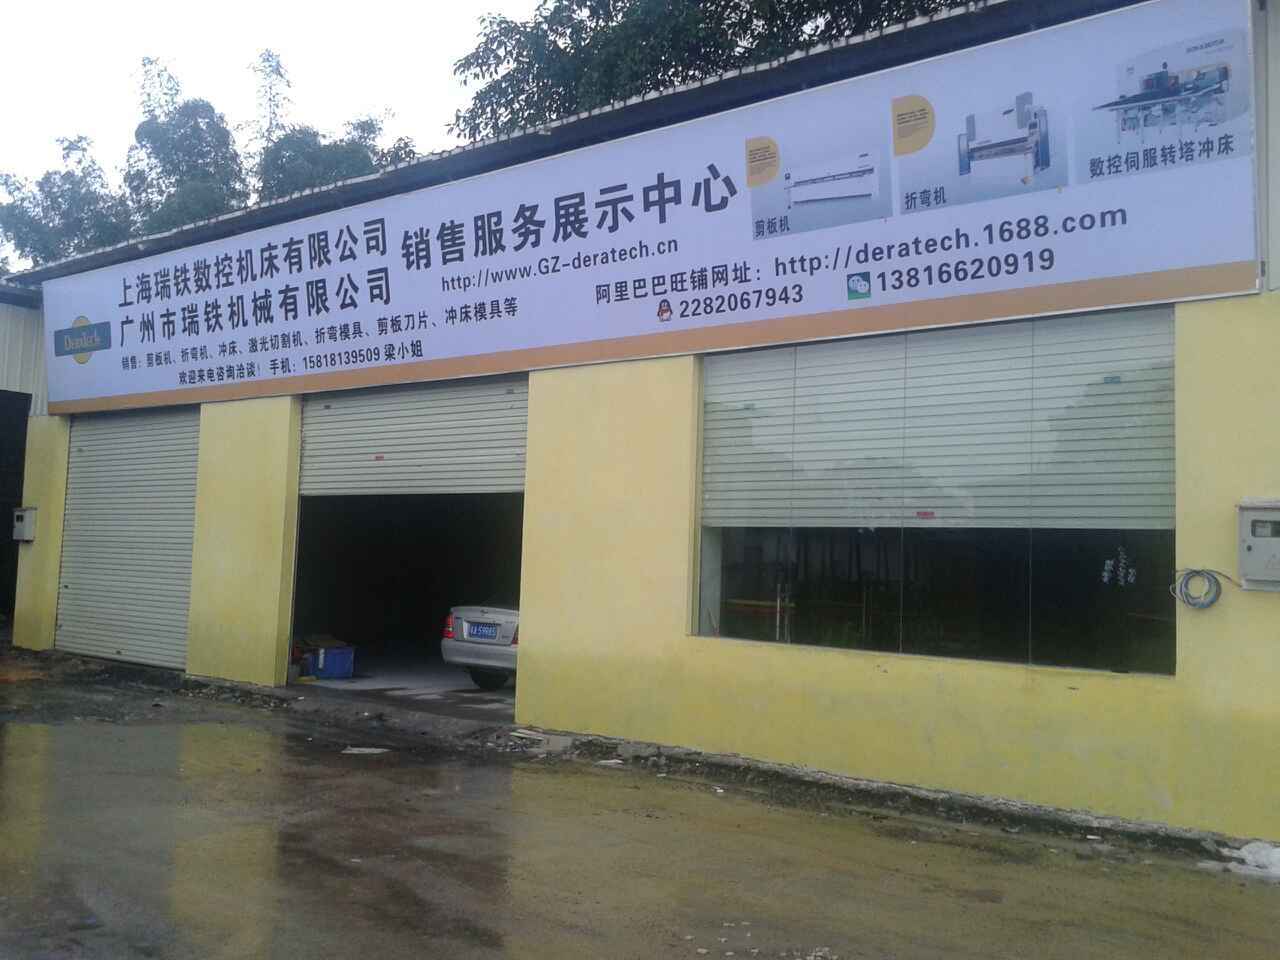 DeraTech
上海瑞铁数控机床有限公司
广州市瑞铁机械有限公司
销售服务展示中心
http://www.GZ-deratech.cn
销售：剪板机、折弯机、冲床、激光切割机、折弯模具、剪板刀片、冲床模具等
欢迎来电咨询洽谈！手机：15818139509 梁小姐
阿里巴巴旺铺网址：http://deratech.1688.com
2282067943
13816620919
剪板机
折弯机
数控伺服转塔冲床